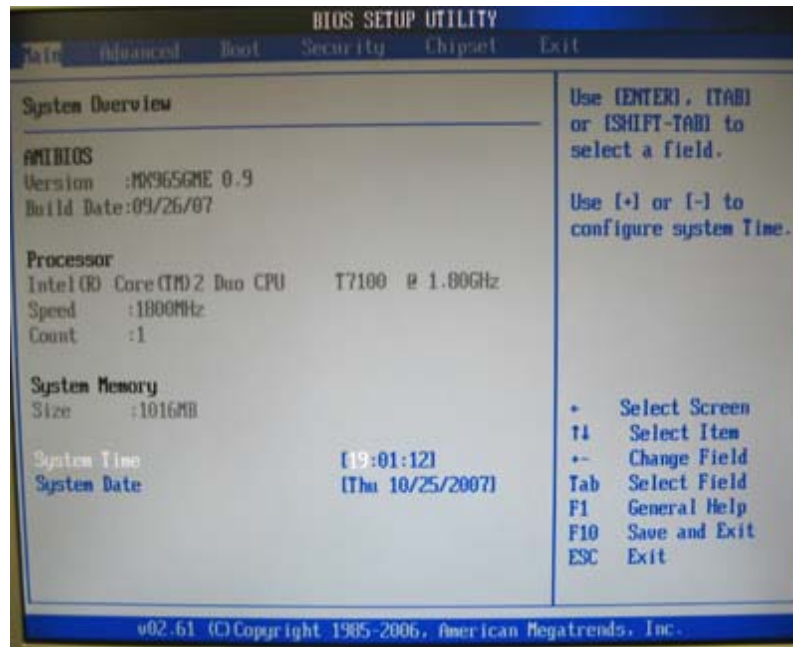 BIOS SETUP UTILITY
Main Advanced Boot Security Chipset Exit
System Overview
AMIBIOS
Version :MX965GME 0.9
Build Date:09/26/07
Processor
Intel(R) Core(TM)2 Duo CPU T7100 @ 1.80GHz
Speed :1800MHz
Count :1
System Memory
Size :1016MB
System Time [19:01:12]
System Date [Thu 10/25/2007]
Use [ENTER], [TAB]
or [SHIFT-TAB] to
select a field.
Use [+] or [-] to
configure system Time.
← Select Screen
↑↓ Select Item
+- Change Field
Tab Select Field
F1 General Help
F10 Save and Exit
ESC Exit
v02.61 (C)Copyright 1985-2006, American Megatrends, Inc.